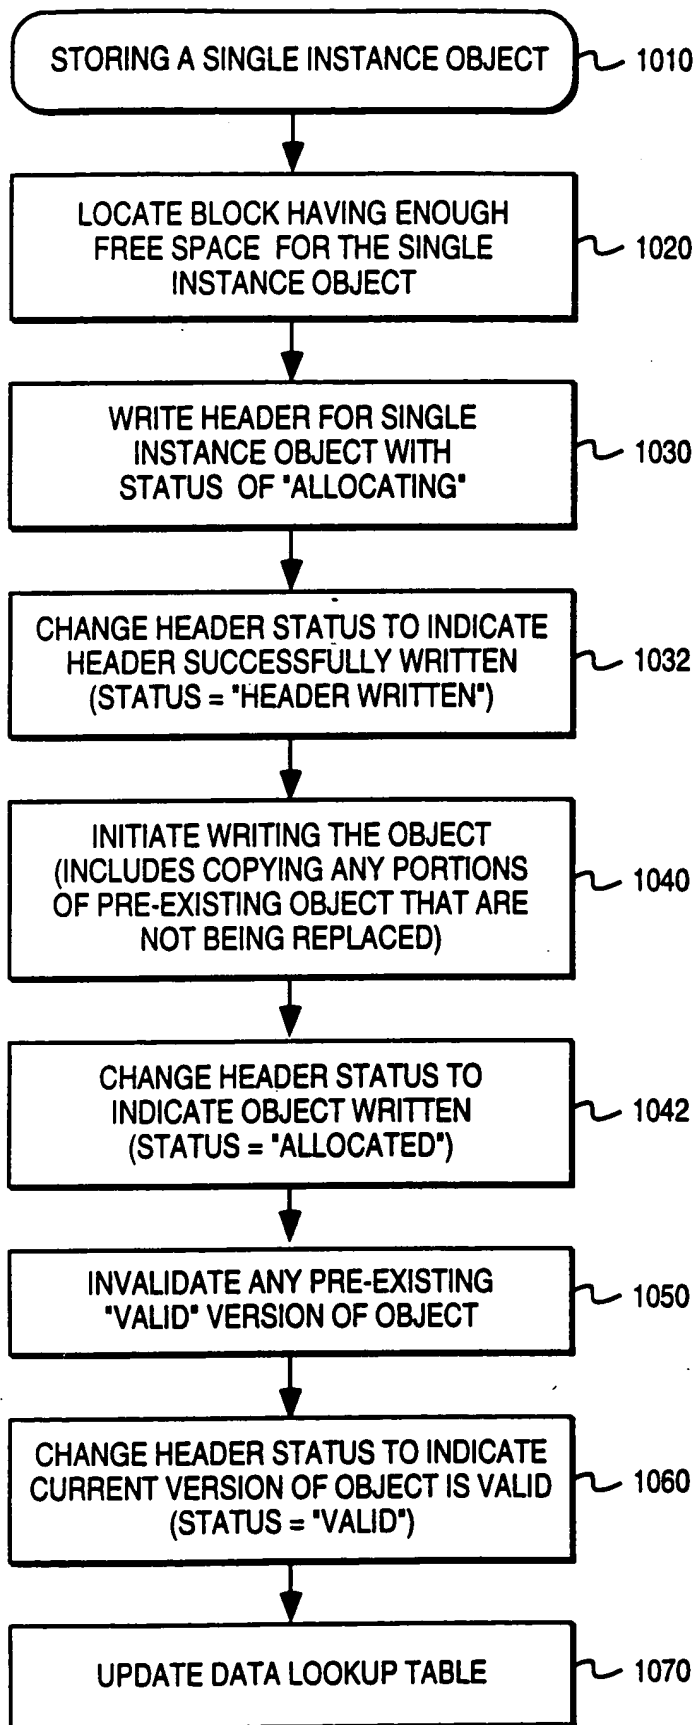 STORING A SINGLE INSTANCE OBJECT
1010
LOCATE BLOCK HAVING ENOUGH
FREE SPACE FOR THE SINGLE
INSTANCE OBJECT
1020
WRITE HEADER FOR SINGLE
INSTANCE OBJECT WITH
STATUS OF "ALLOCATING"
1030
CHANGE HEADER STATUS TO INDICATE
HEADER SUCCESSFULLY WRITTEN
(STATUS = "HEADER WRITTEN")
1032
INITIATE WRITING THE OBJECT
(INCLUDES COPYING ANY PORTIONS
OF PRE-EXISTING OBJECT THAT ARE
NOT BEING REPLACED)
1040
CHANGE HEADER STATUS TO
INDICATE OBJECT WRITTEN
(STATUS = "ALLOCATED")
1042
INVALIDATE ANY PRE-EXISTING
"VALID" VERSION OF OBJECT
1050
CHANGE HEADER STATUS TO INDICATE
CURRENT VERSION OF OBJECT IS VALID
(STATUS = "VALID")
1060
UPDATE DATA LOOKUP TABLE
1070